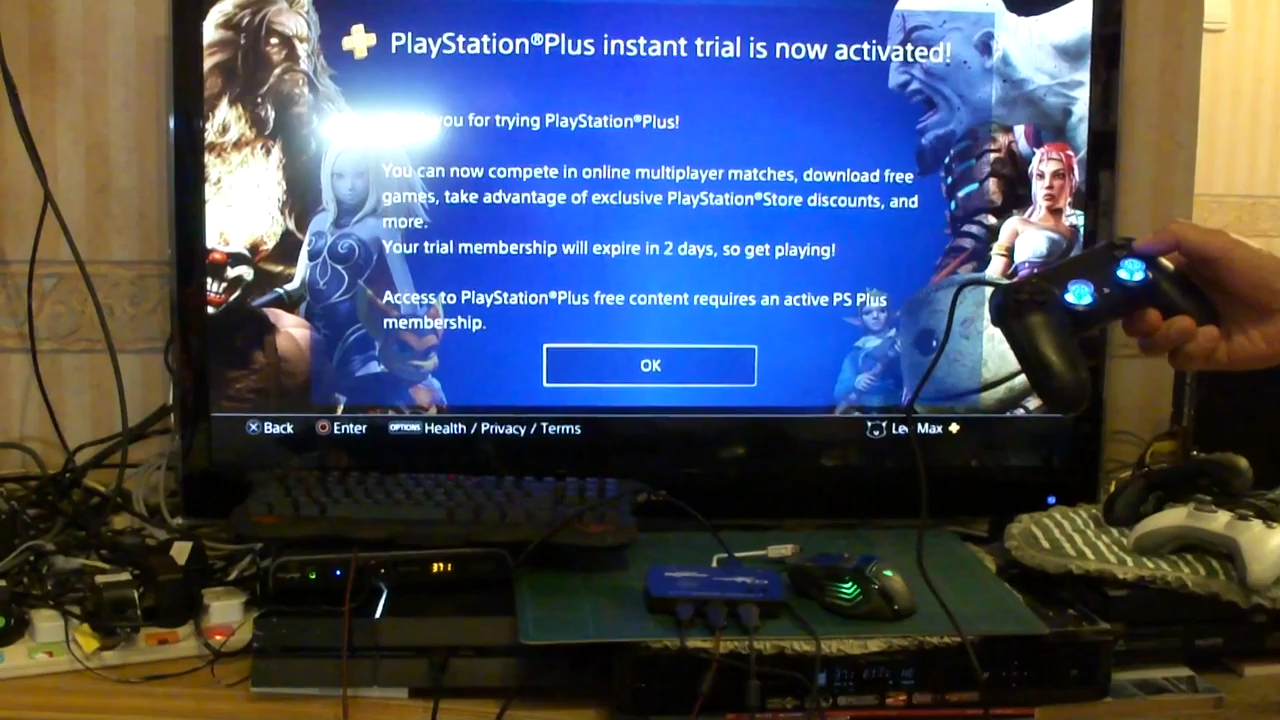 PlayStation®Plus instant trial is now activated!
you for trying PlayStation®Plus!
You can now compete in online multiplayer matches, download free
games, take advantage of exclusive PlayStation®Store discounts, and
more.
Your trial membership will expire in 2 days, so get playing!
Access to PlayStation®Plus free content requires an active PS Plus
membership.
OK
Back
Enter
OPTIONS Health / Privacy / Terms
Max
371